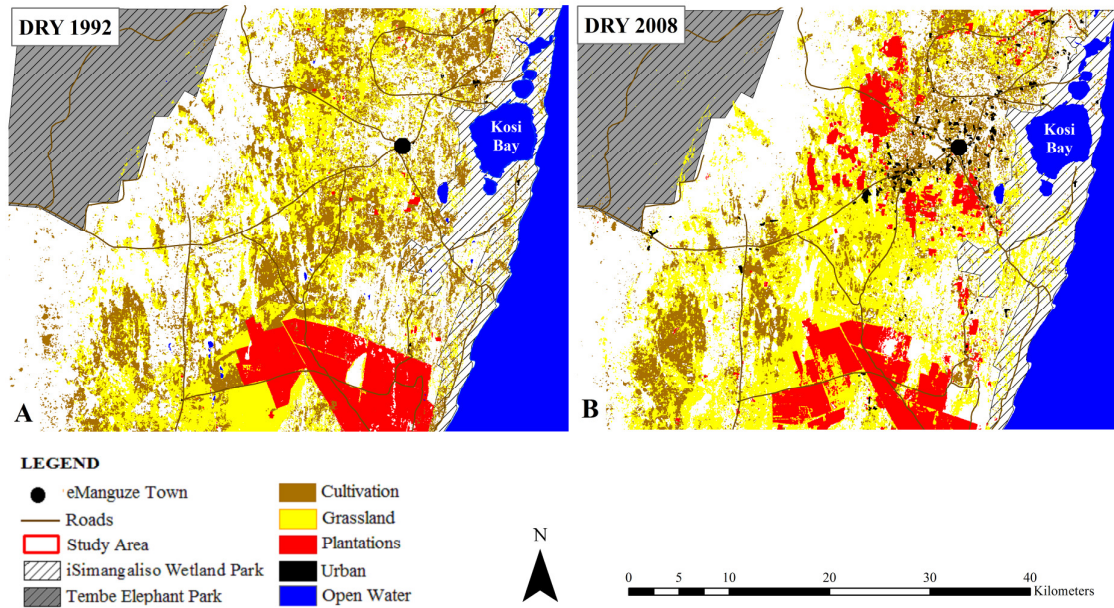 DRY 1992
Kosi
Bay
A
DRY 2008
Kosi
Bay
B
LEGEND
eManguze Town
Roads
Study Area
iSimangaliso Wetland Park
Tembe Elephant Park
Cultivation
Grassland
Plantations
Urban
Open Water
N
0 5 10 20 30 40
Kilometers